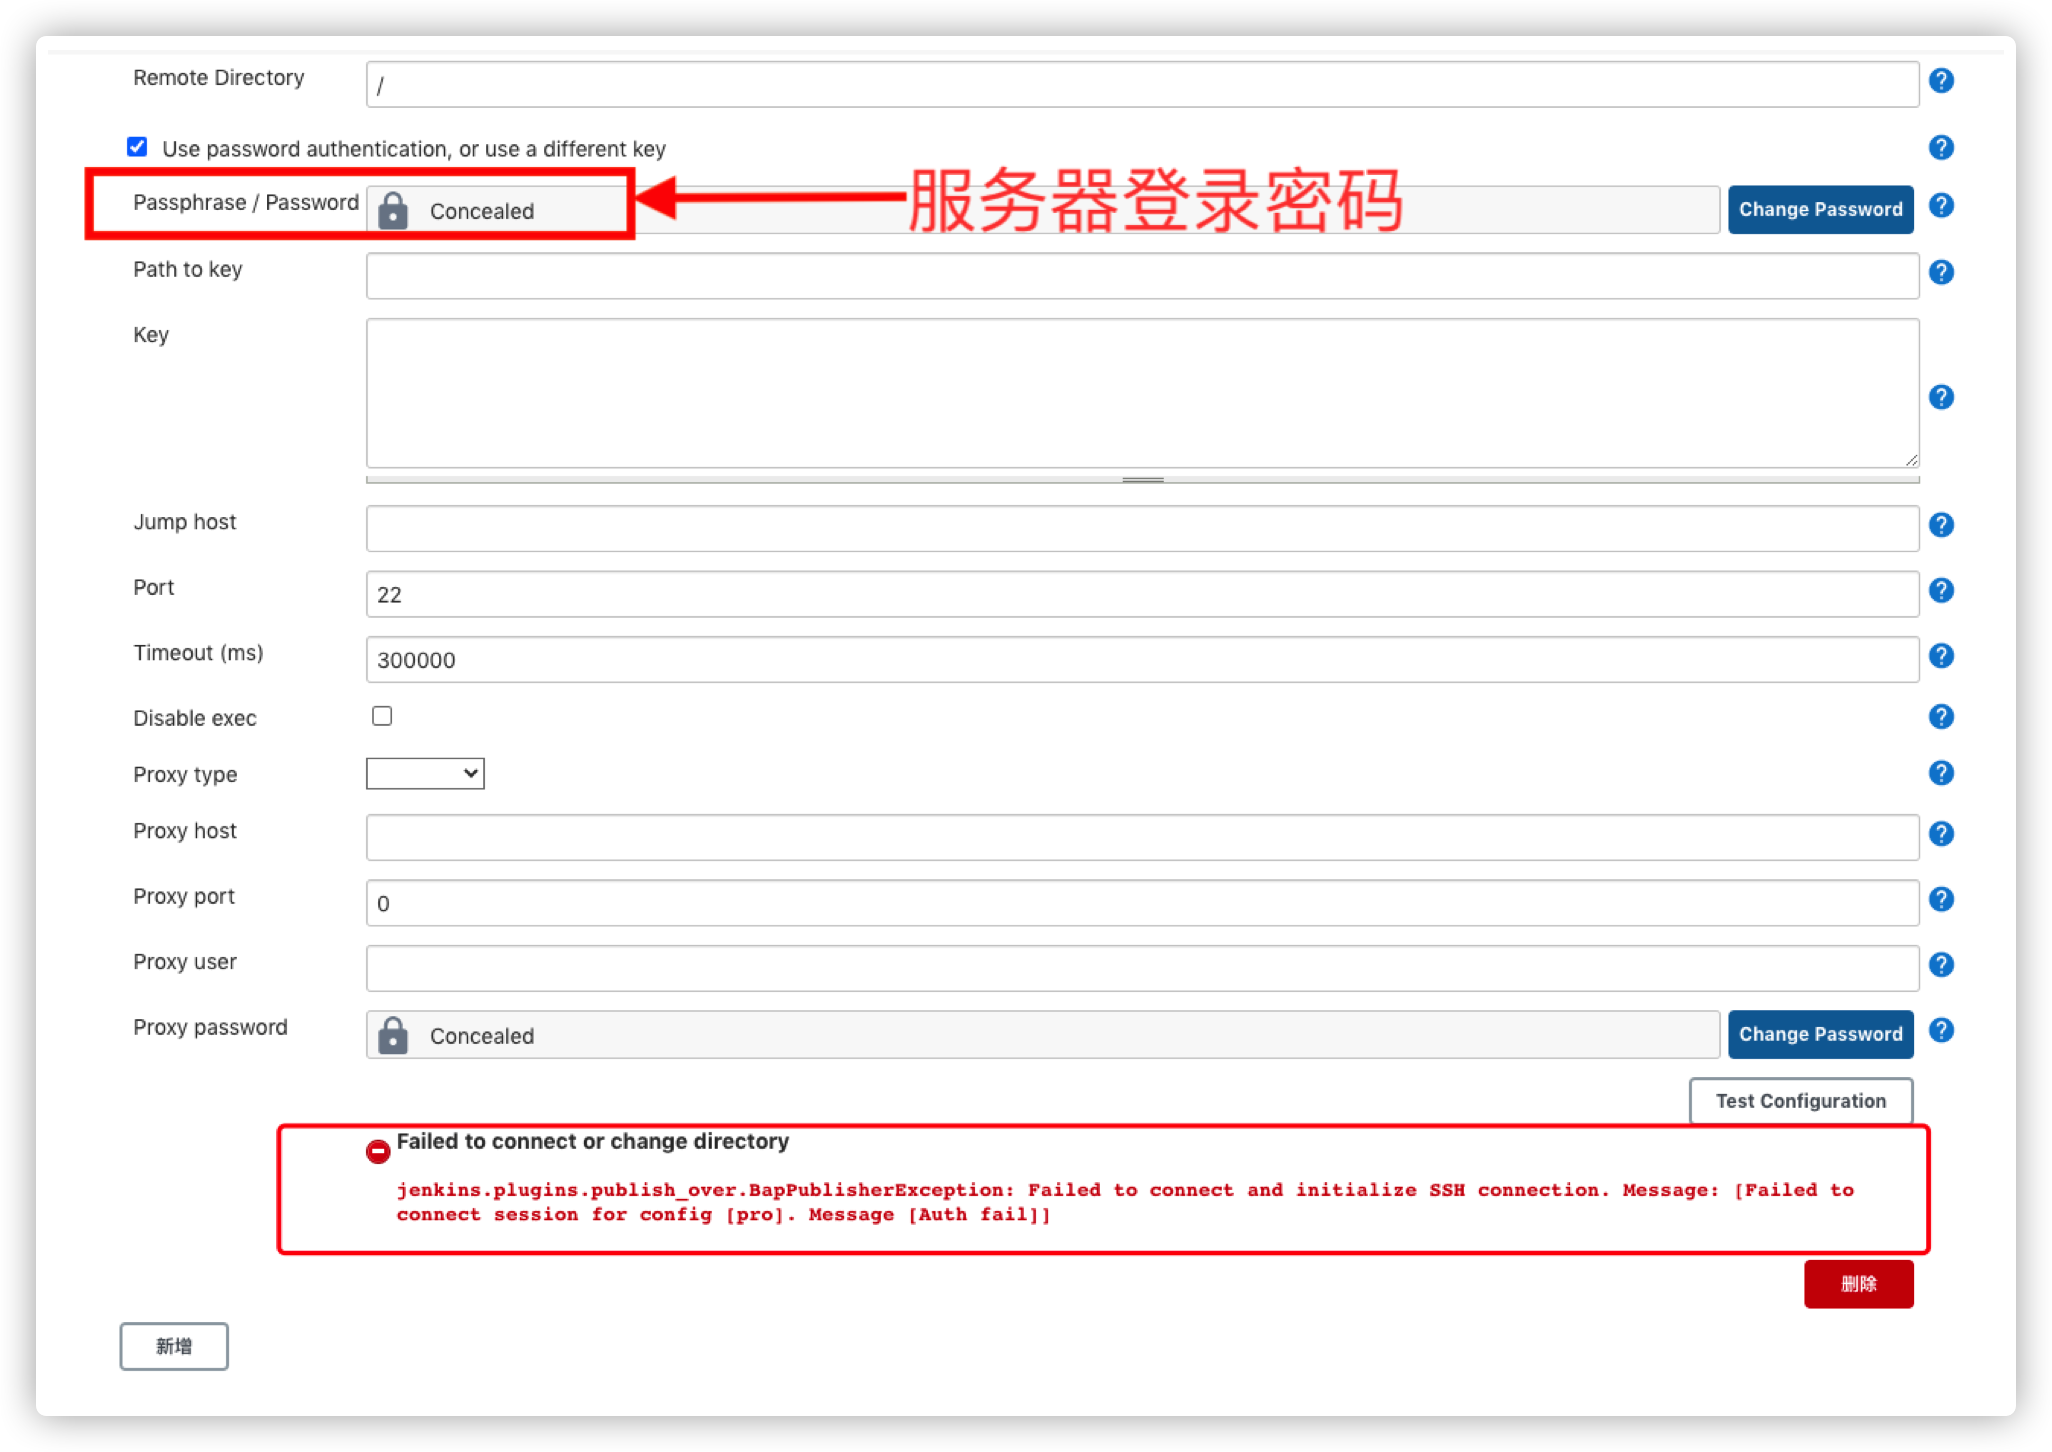 Remote Directory
/
Use password authentication, or use a different key
Passphrase / Password
Concealed
服务器登录密码
Change Password
Path to key
Key
Jump host
Port
22
Timeout (ms)
300000
Disable exec
Proxy type
Proxy host
Proxy port
0
Proxy user
Proxy password
Concealed
Change Password
Test Configuration
Failed to connect or change directory
jenkins.plugins.publish_over.BapPublisherException: Failed to connect and initialize SSH connection. Message: [Failed to
connect session for config [pro]. Message [Auth fail]]
删除
新增